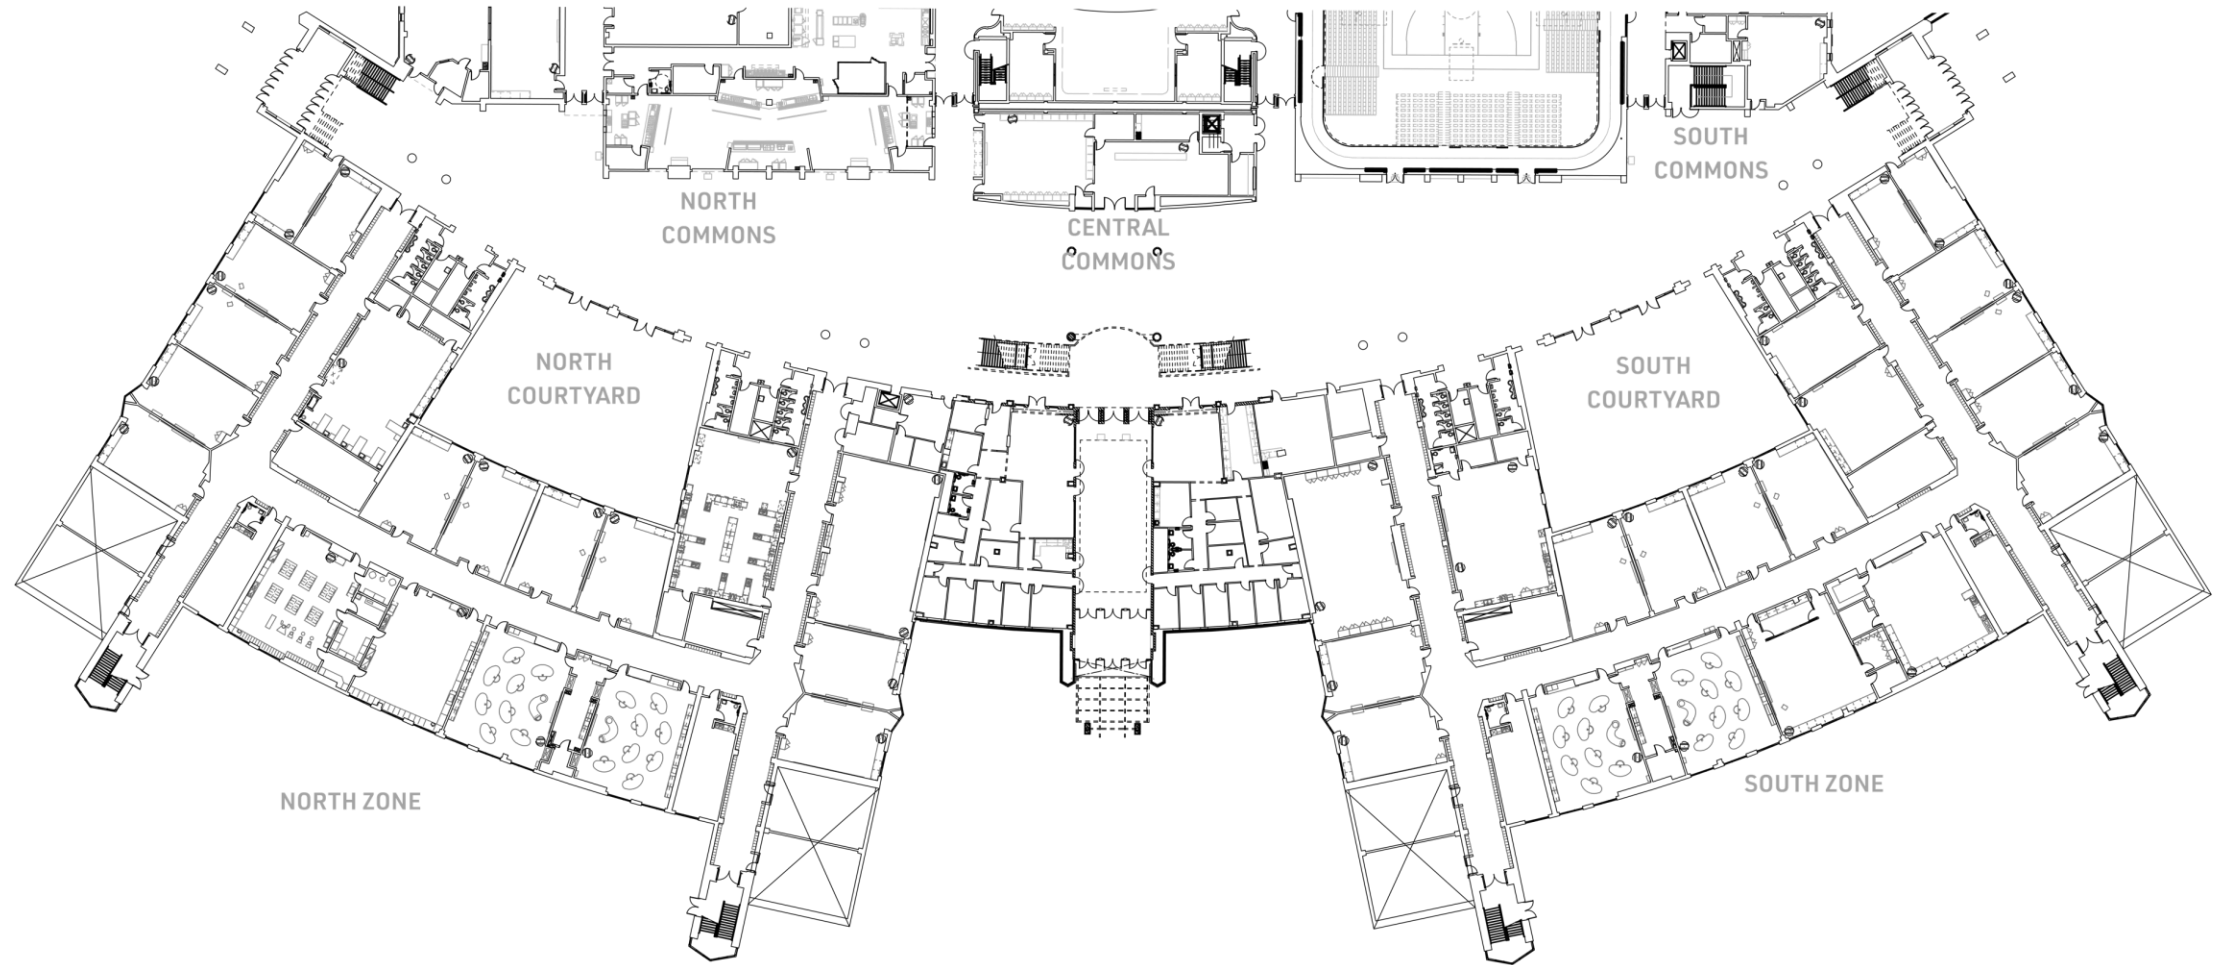 NORTH
COMMONS
CENTRAL
COMMONS
SOUTH
COMMONS
NORTH
COURTYARD
SOUTH
COURTYARD
NORTH ZONE
SOUTH ZONE